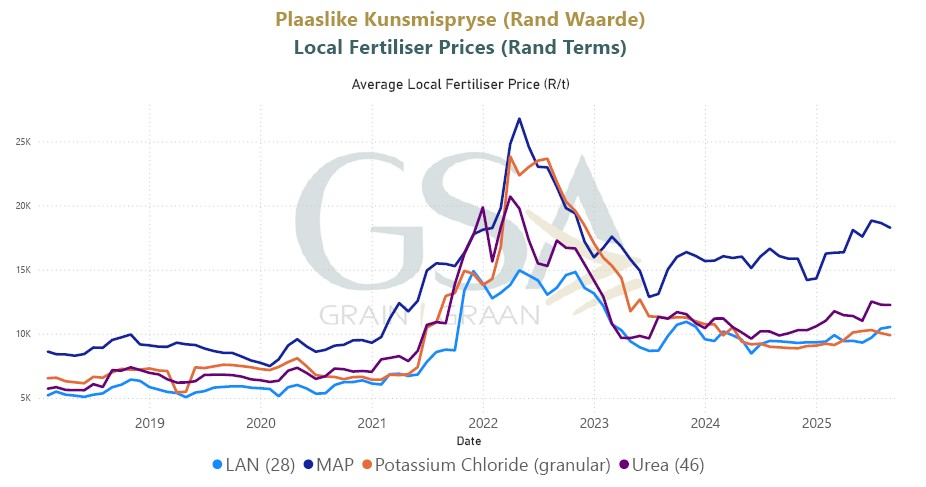 Plaaslike Kunsmispryse (Rand Waarde)
Local Fertiliser Prices (Rand Terms)
Average Local Fertiliser Price (R/t)
25K
20K
15K
10K
5K
GSA
GRAIN GRAAN
2019 2020 2021 2022 2023 2024 2025
Date
LAN (28) MAP Potassium Chloride (granular) Urea (46)